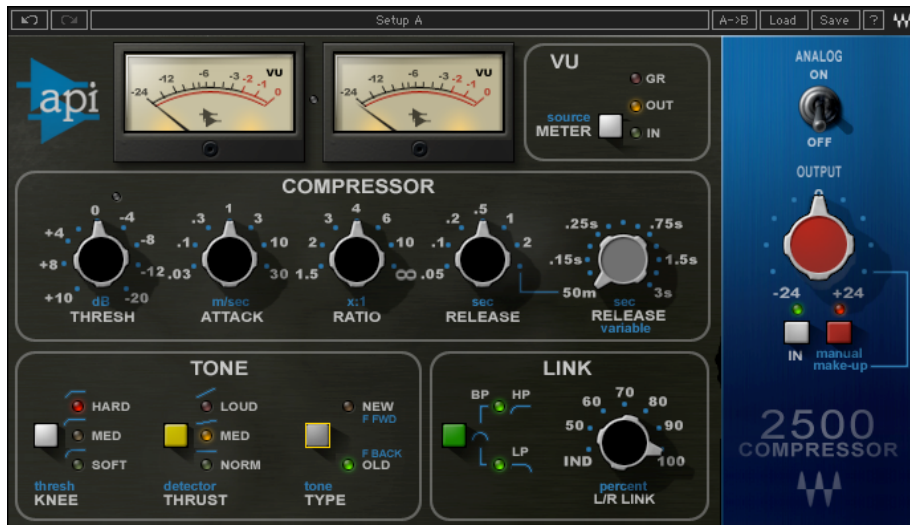 Setup A
A->B
Load
Save
?
api
-24 -12 -6 -3 -2 -1 0 VU
-24 -12 -6 -3 -2 -1 0 VU
VU
GR
OUT
IN
source
METER
ANALOG
ON
OFF
OUTPUT
0
-24 +24
IN
manual
make-up
2500
COMPRESSOR
COMPRESSOR
+10 +8 +4 0 -4 -8 -12 -20
dB
THRESH
.03 .1 .3 1 3 10 30
m/sec
ATTACK
1.5 2 3 4 6 10 ∞
x:1
RATIO
.05 .1 .2 .5 1 2
sec
RELEASE
50m .15s .25s .75s 1.5s 3s
sec
RELEASE
variable
TONE
HARD
MED
SOFT
thresh
KNEE
LOUD
MED
NORM
detector
THRUST
NEW
F FWD
F BACK
OLD
tone
TYPE
LINK
BP HP
LP
IND 50 60 70 80 90 100
percent
L/R LINK